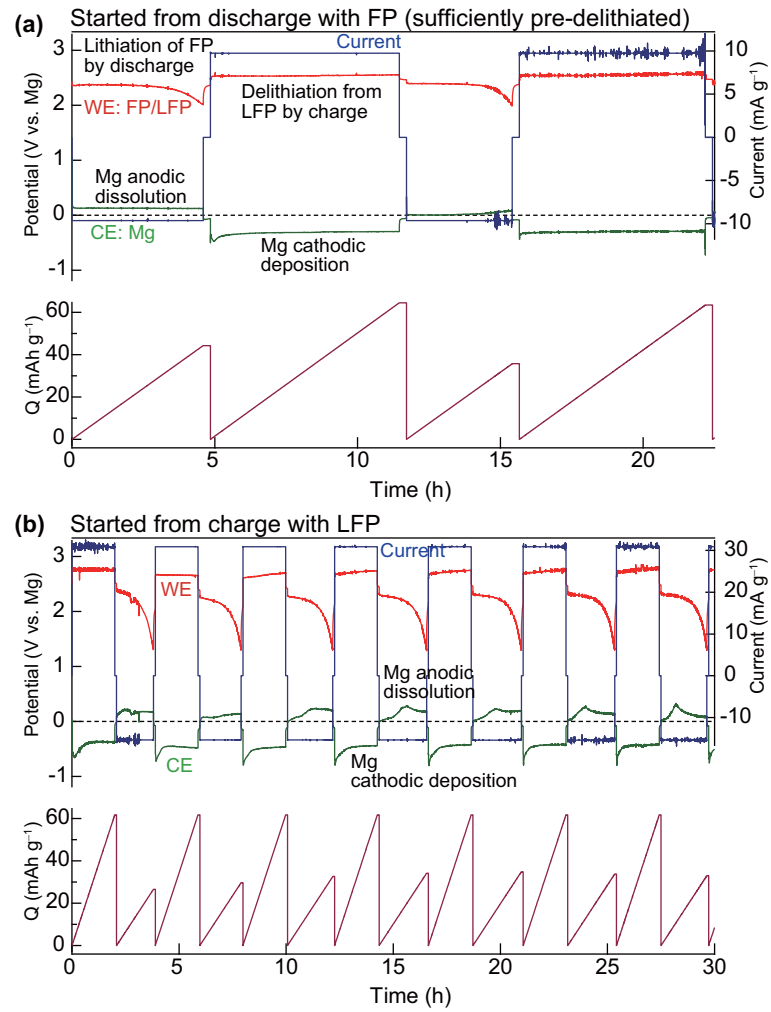 (a) Started from discharge with FP (sufficiently pre-delithiated)
3
2
1
0
-1
Potential (V vs. Mg)
Lithiation of FP
by discharge
Current
WE: FP/LFP
Delithiation from
LFP by charge
Mg anodic
dissolution
CE: Mg
Mg cathodic
deposition
10
5
0
-5
-10
Current (mA g⁻¹)
60
40
20
0
Q (mAh g⁻¹)
0 5 10 15 20
Time (h)
(b) Started from charge with LFP
3
2
1
0
-1
Potential (V vs. Mg)
Current
WE
Mg anodic
dissolution
CE
Mg
cathodic deposition
30
20
10
0
-10
Current (mA g⁻¹)
60
40
20
0
Q (mAh g⁻¹)
0 5 10 15 20 25 30
Time (h)